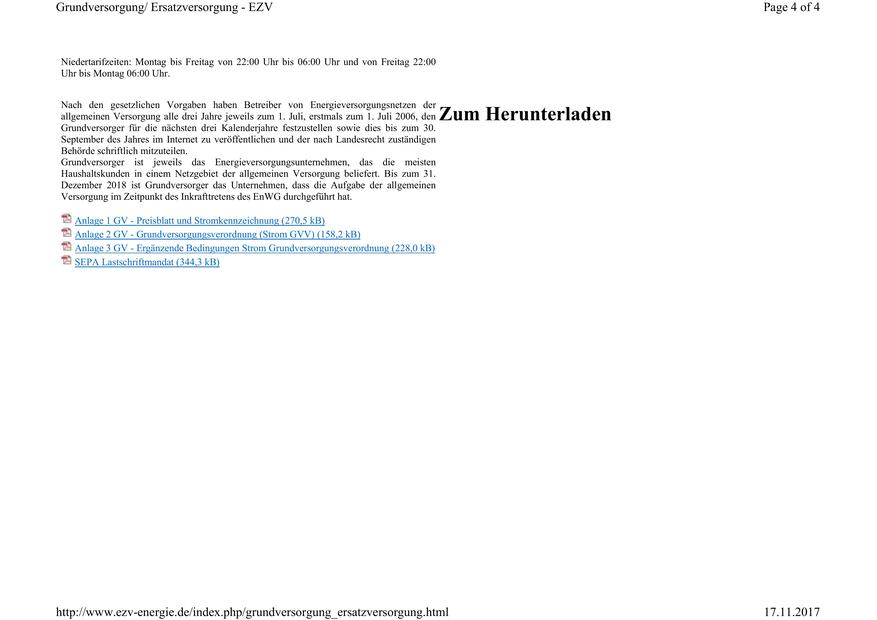 Grundversorgung/ Ersatzversorgung - EZV
Page 4 of 4
Niedertarifzeiten: Montag bis Freitag von 22:00 Uhr bis 06:00 Uhr und von Freitag 22:00
Uhr bis Montag 06:00 Uhr.
Nach den gesetzlichen Vorgaben haben Betreiber von Energieversorgungsnetzen der
allgemeinen Versorgung alle drei Jahre jeweils zum 1. Juli, erstmals zum 1. Juli 2006, den
Grundversorger für die nächsten drei Kalenderjahre festzustellen sowie dies bis zum 30.
September des Jahres im Internet zu veröffentlichen und der nach Landesrecht zuständigen
Behörde schriftlich mitzuteilen.
Grundversorger ist jeweils das Energieversorgungsunternehmen, das die meisten
Haushaltskunden in einem Netzgebiet der allgemeinen Versorgung beliefert. Bis zum 31.
Dezember 2018 ist Grundversorger das Unternehmen, dass die Aufgabe der allgemeinen
Versorgung im Zeitpunkt des Inkrafttretens des EnWG durchgeführt hat.
Zum Herunterladen
Anlage 1 GV - Preisblatt und Stromkennzeichnung (270,5 kB)
Anlage 2 GV - Grundversorgungsverordnung (Strom GVV) (158,2 kB)
Anlage 3 GV - Ergänzende Bedingungen Strom Grundversorgungsverordnung (228,0 kB)
SEPA Lastschriftmandat (344,3 kB)
http://www.ezv-energie.de/index.php/grundversorgung_ersatzversorgung.html
17.11.2017